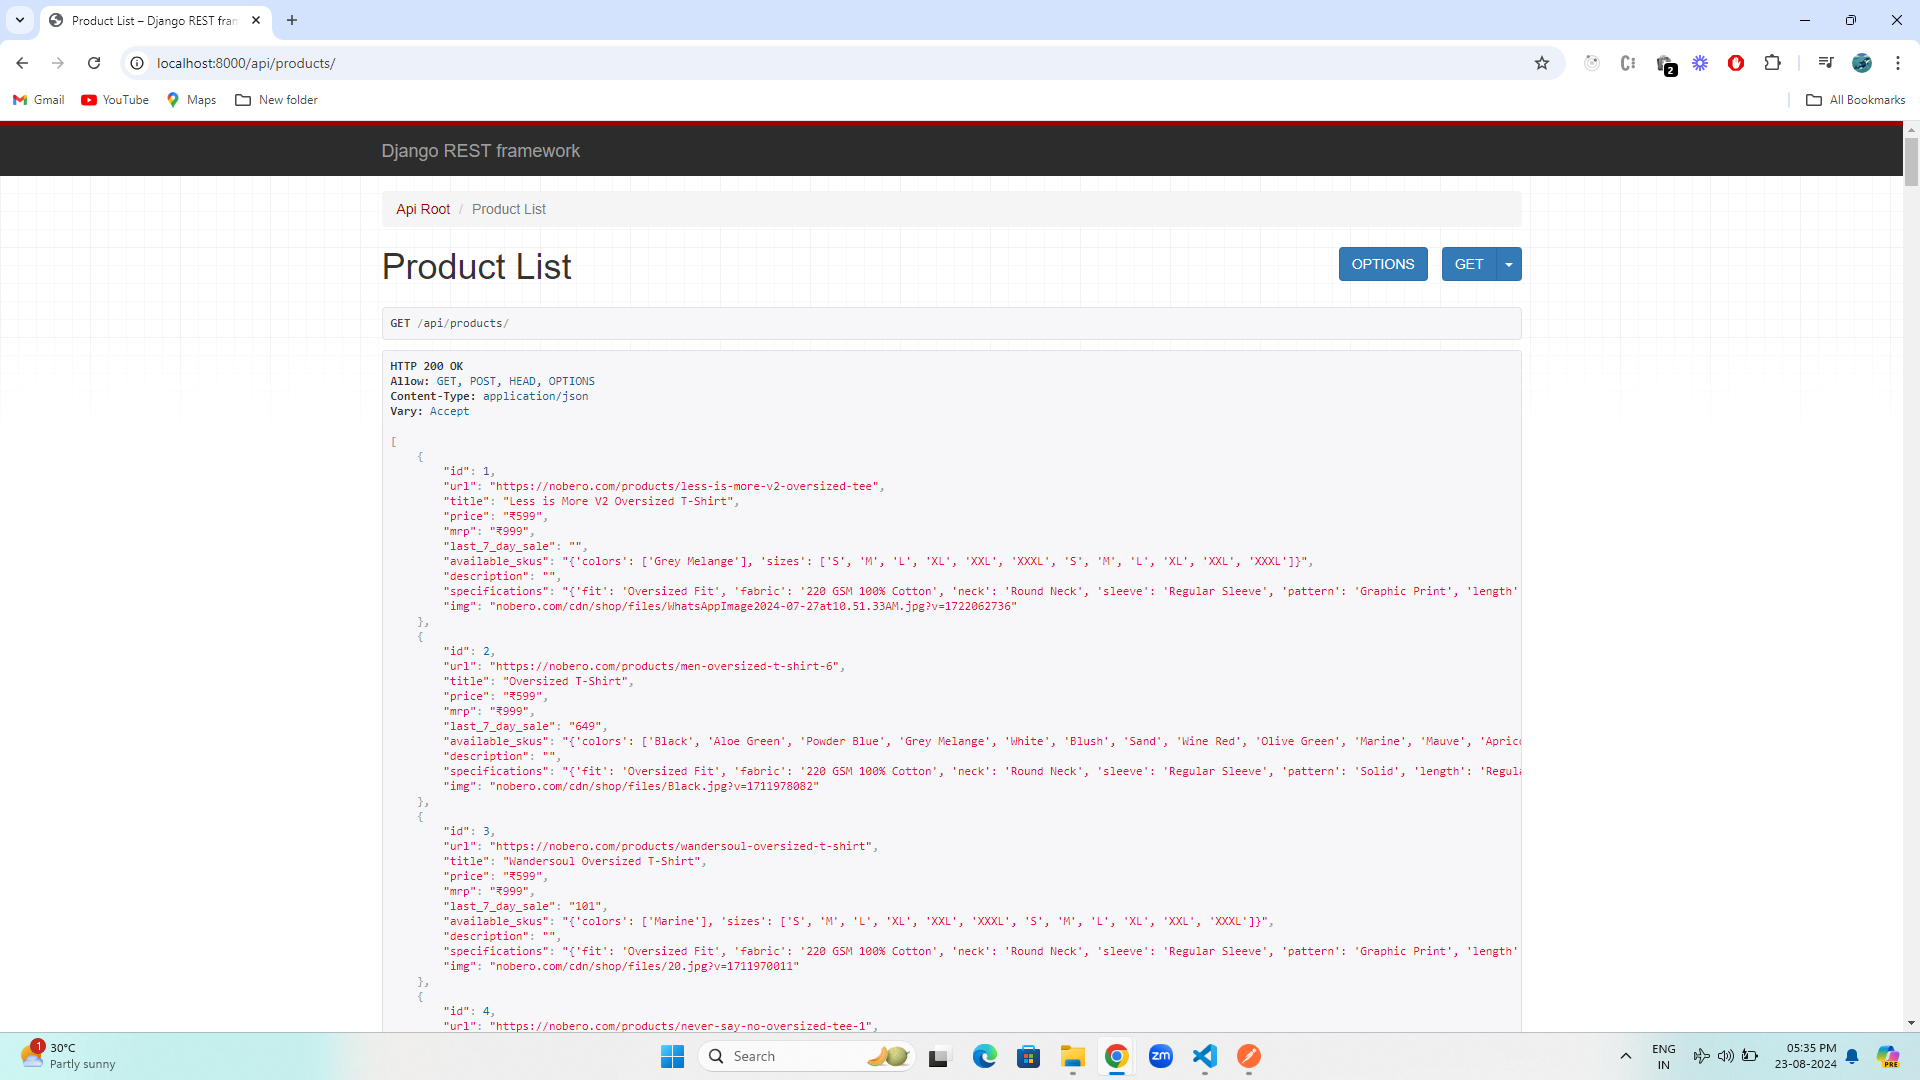 Product List – Django REST fram
localhost:8000/api/products/
2
Gmail
YouTube
Maps
New folder
All Bookmarks
Django REST framework
Api Root / Product List
Product List
OPTIONS
GET
GET /api/products/
HTTP 200 OK
Allow: GET, POST, HEAD, OPTIONS
Content-Type: application/json
Vary: Accept
[
{
"id": 1,
"url": "https://nobero.com/products/less-is-more-v2-oversized-tee",
"title": "Less is More V2 Oversized T-Shirt",
"price": "₹599",
"mrp": "₹999",
"last_7_day_sale": "",
"available_skus": "{'colors': ['Grey Melange'], 'sizes': ['S', 'M', 'L', 'XL', 'XXL', 'XXXL', 'S', 'M', 'L', 'XL', 'XXL', 'XXXL']}",
"description": "",
"specifications": "{'fit': 'Oversized Fit', 'fabric': '220 GSM 100% Cotton', 'neck': 'Round Neck', 'sleeve': 'Regular Sleeve', 'pattern': 'Graphic Print', 'length'
"img": "nobero.com/cdn/shop/files/WhatsAppImage2024-07-27at10.51.33AM.jpg?v=1722062736"
},
{
"id": 2,
"url": "https://nobero.com/products/men-oversized-t-shirt-6",
"title": "Oversized T-Shirt",
"price": "₹599",
"mrp": "₹999",
"last_7_day_sale": "649",
"available_skus": "{'colors': ['Black', 'Aloe Green', 'Powder Blue', 'Grey Melange', 'White', 'Blush', 'Sand', 'Wine Red', 'Olive Green', 'Marine', 'Mauve', 'Aprico
"description": "",
"specifications": "{'fit': 'Oversized Fit', 'fabric': '220 GSM 100% Cotton', 'neck': 'Round Neck', 'sleeve': 'Regular Sleeve', 'pattern': 'Solid', 'length': 'Regula
"img": "nobero.com/cdn/shop/files/Black.jpg?v=1711978082"
},
{
"id": 3,
"url": "https://nobero.com/products/wandersoul-oversized-t-shirt",
"title": "Wandersoul Oversized T-Shirt",
"price": "₹599",
"mrp": "₹999",
"last_7_day_sale": "101",
"available_skus": "{'colors': ['Marine'], 'sizes': ['S', 'M', 'L', 'XL', 'XXL', 'XXXL', 'S', 'M', 'L', 'XL', 'XXL', 'XXXL']}",
"description": "",
"specifications": "{'fit': 'Oversized Fit', 'fabric': '220 GSM 100% Cotton', 'neck': 'Round Neck', 'sleeve': 'Regular Sleeve', 'pattern': 'Graphic Print', 'length'
"img": "nobero.com/cdn/shop/files/20.jpg?v=1711970011"
},
{
"id": 4,
"url": "https://nobero.com/products/never-say-no-oversized-tee-1",
1
30°C
Partly sunny
Search
zm
ENG
IN
05:35 PM
23-08-2024
PRE